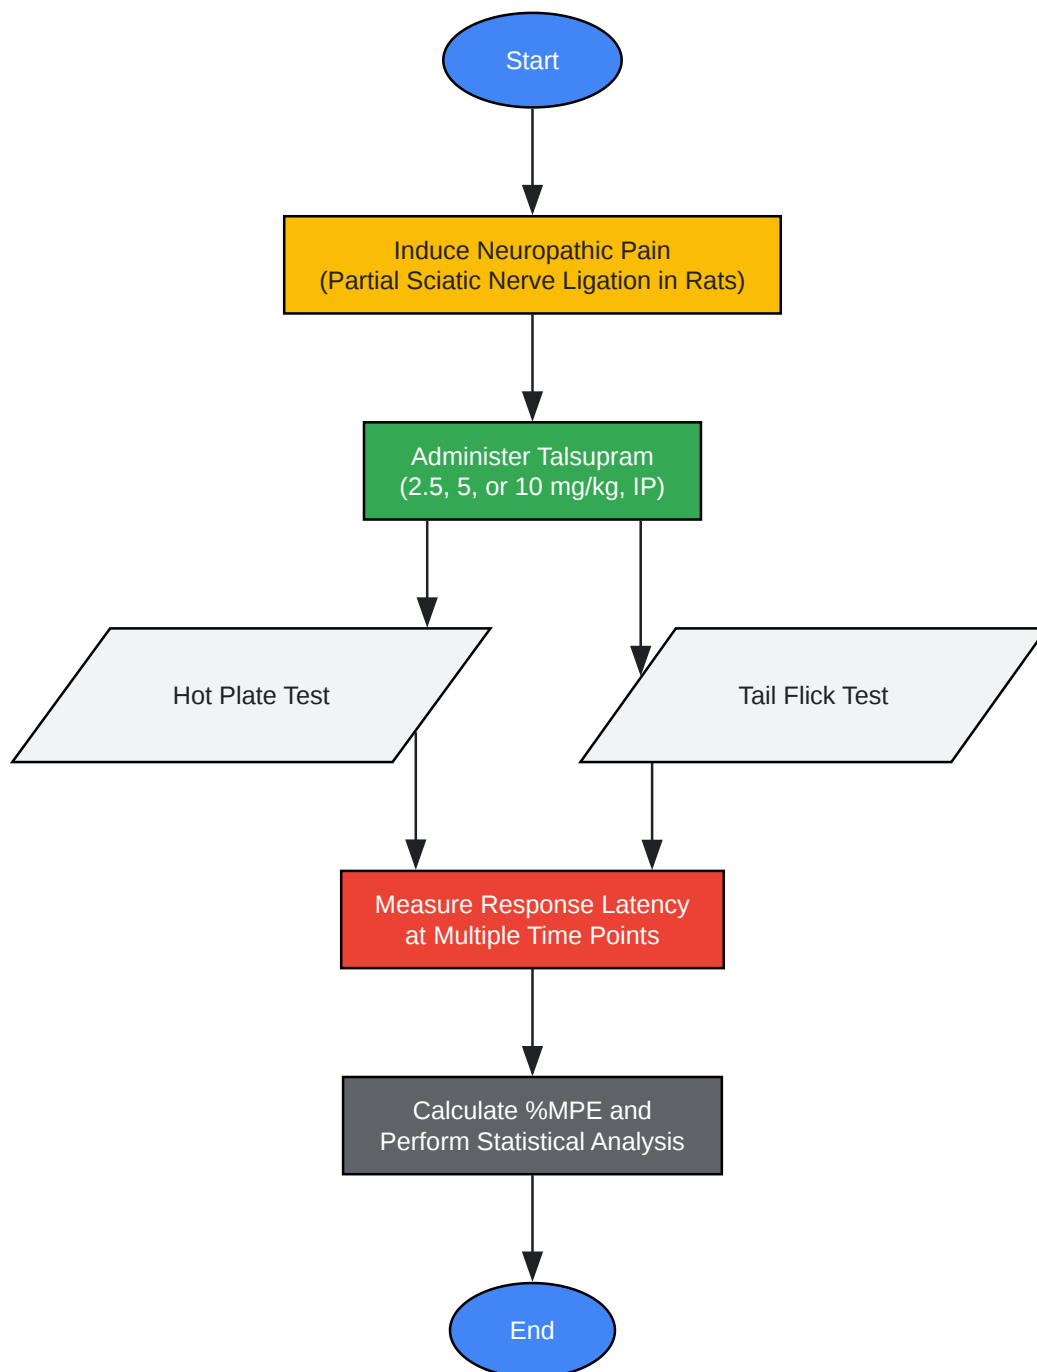 Start
Induce Neuropathic Pain
(Partial Sciatic Nerve Ligation in Rats)
Administer Talsupram
(2.5, 5, or 10 mg/kg, IP)
Hot Plate Test
Tail Flick Test
Measure Response Latency
at Multiple Time Points
Calculate %MPE and
Perform Statistical Analysis
End